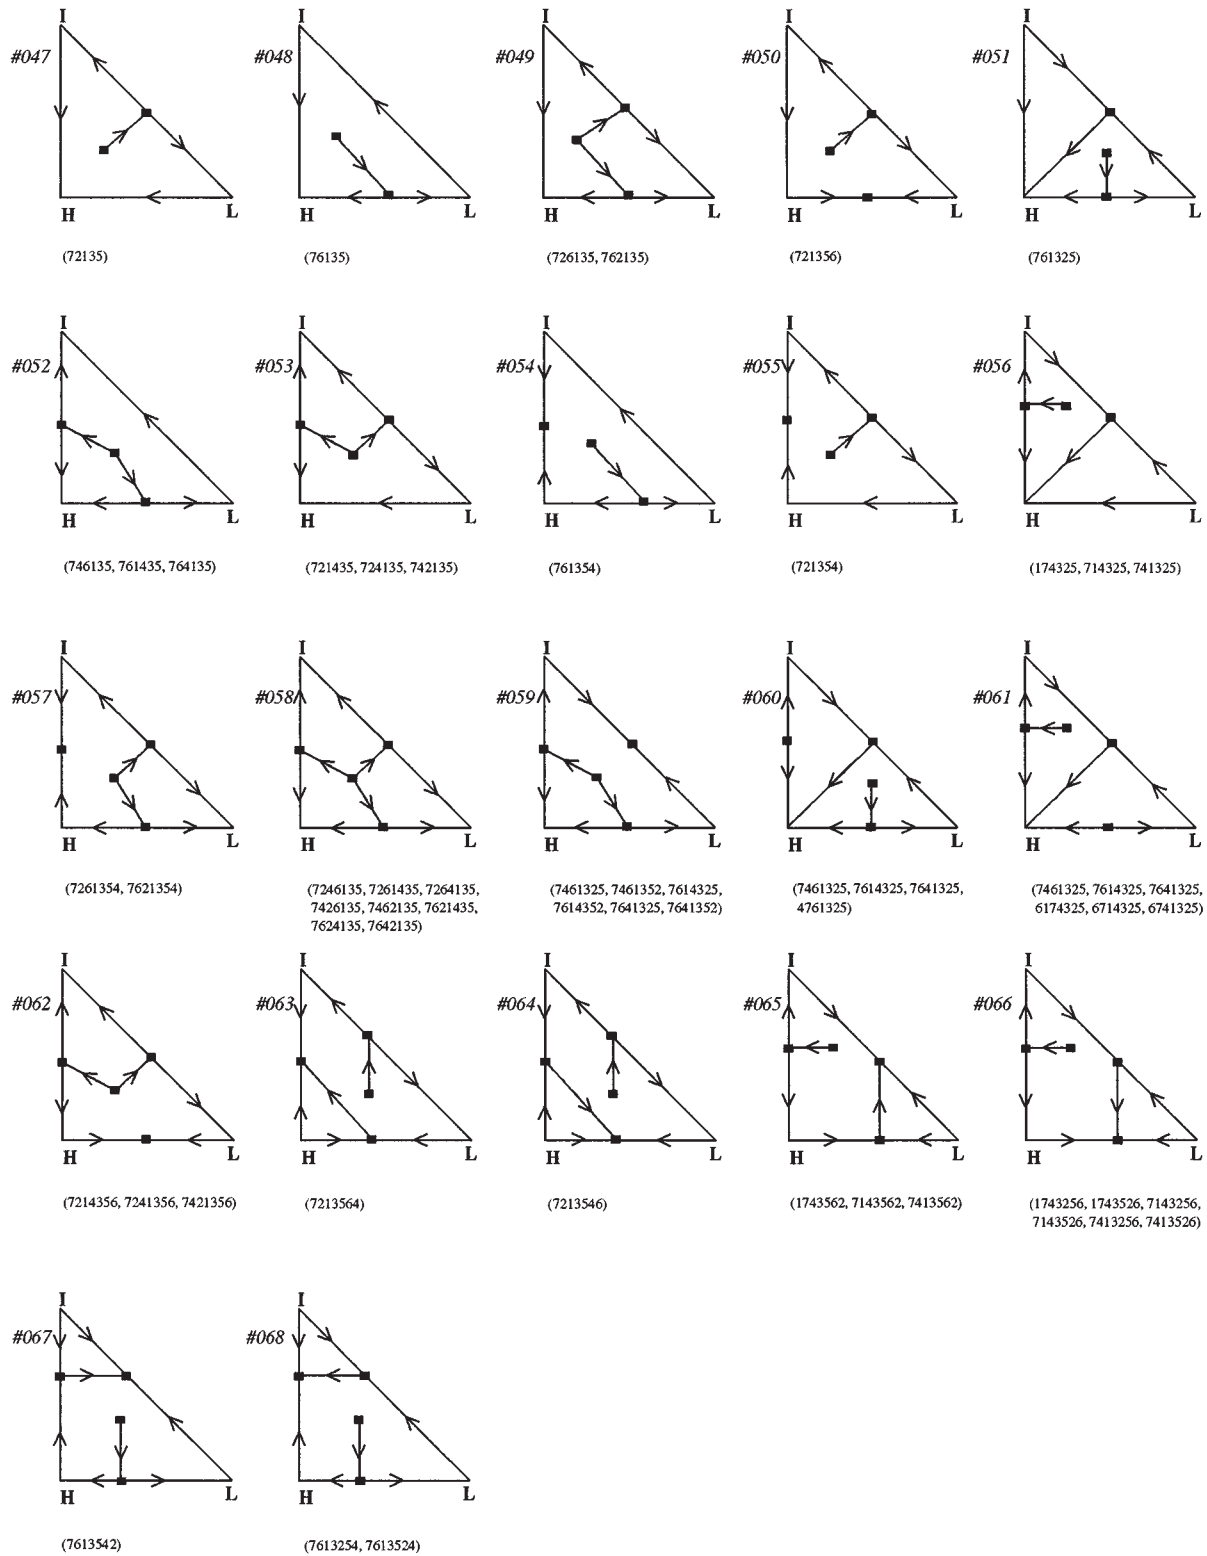 I I I I I
#047 #048 #049 #050 #051
H L H L H L H L H L
(72135) (76135) (726135, 762135) (721356) (761325)
I I I I I
#052 #053 #054 #055 #056
H L H L H L H L H L
(746135, 761435, 764135) (721435, 724135, 742135) (761354) (721354) (174325, 714325, 741325)
I I I I I
#057 #058 #059 #060 #061
H L H L H L H L H L
(7261354, 7621354) (7246135, 7261435, 7264135, (7461325, 7461352, 7614325, (7461325, 7614325, 7641325, (7461325, 7614325, 7641325,
7426135, 7462135, 7621435, 7614352, 7641325, 7641352) 4761325) 6174325, 6714325, 6741325)
7624135, 7642135)
I I I I I
#062 #063 #064 #065 #066
H L H L H L H L H L
(7214356, 7241356, 7421356) (7213564) (7213546) (1743562, 7143562, 7413562) (1743256, 1743526, 7143256,
7143526, 7413256, 7413526)
I I
#067 #068
H L H L
(7613542) (7613254, 7613524)